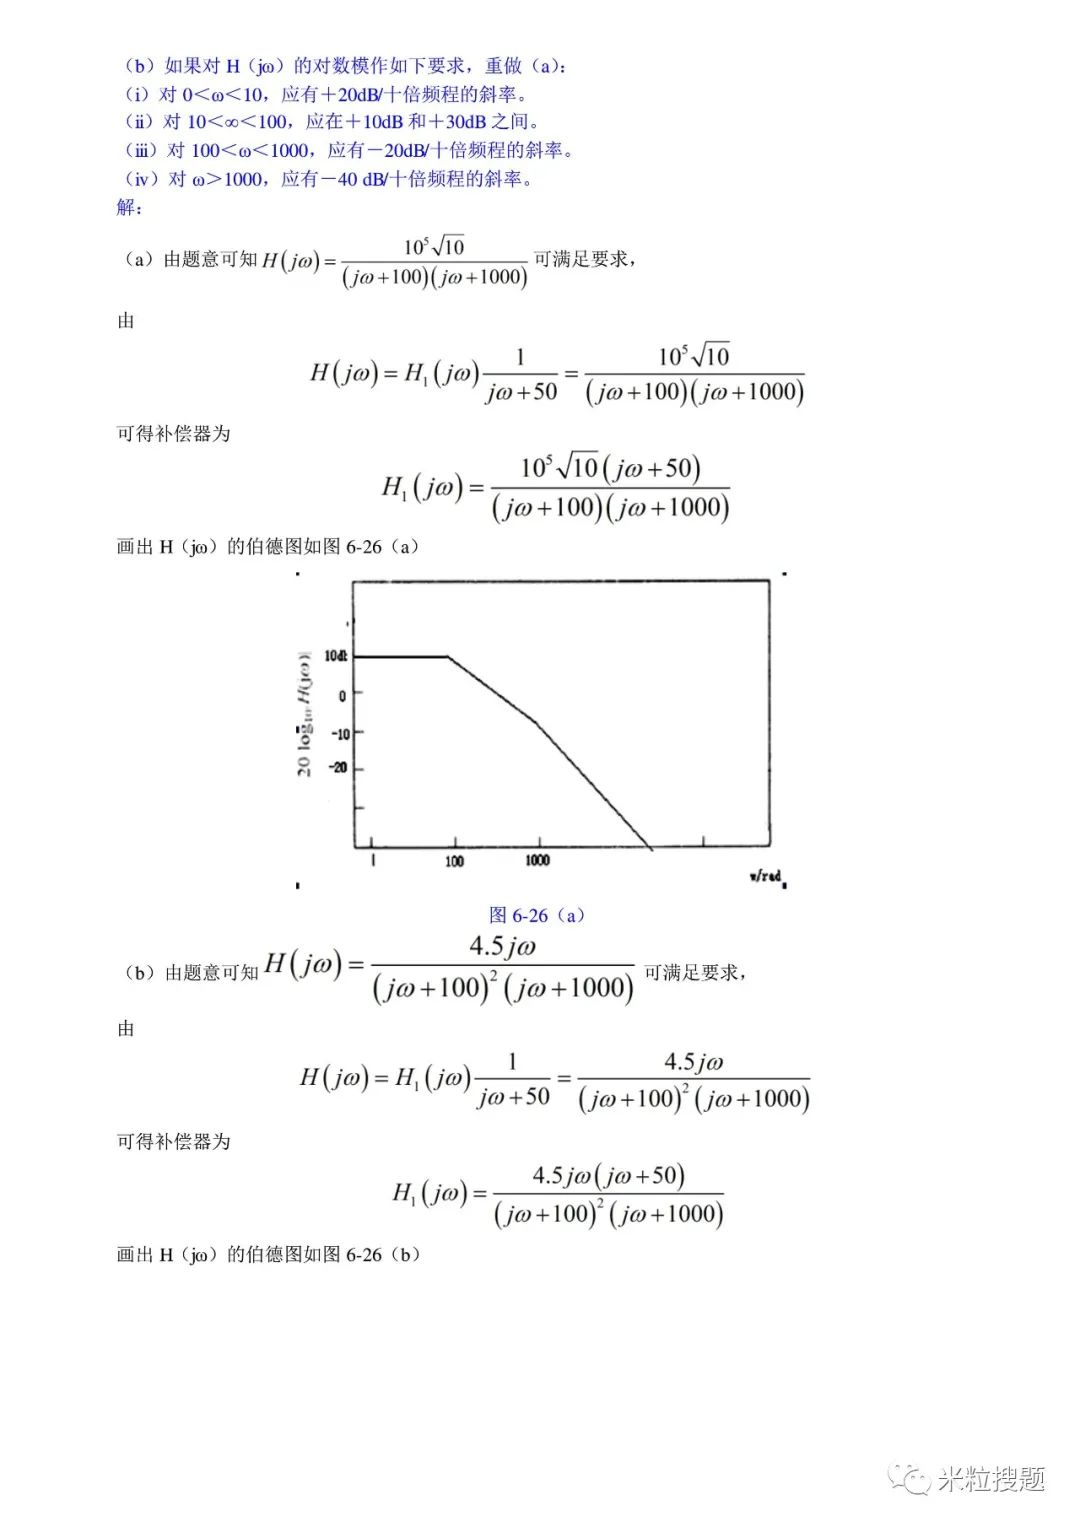 （b）如果对 H（jω）的对数模作如下要求，重做（a）：
（i）对 0＜ω＜10，应有＋20dB/十倍频程的斜率。
（ii）对 10＜∞＜100，应在＋10dB 和＋30dB 之间。
（iii）对 100＜ω＜1000，应有－20dB/十倍频程的斜率。
（iv）对 ω＞1000，应有－40 dB/十倍频程的斜率。
解：
（a）由题意可知 H(jω) = 10⁵√10 / (jω+100)(jω+1000) 可满足要求，
由
H(jω) = H₁(jω) 1 / jω+50 = 10⁵√10 / (jω+100)(jω+1000)
可得补偿器为
H₁(jω) = 10⁵√10(jω+50) / (jω+100)(jω+1000)
画出 H（jω）的伯德图如图 6-26（a）
20 log₁₀ H(jω)|
10dt
0
-10
-20
1 100 1000
w/rad
图 6-26（a）
（b）由题意可知 H(jω) = 4.5jω / (jω+100)²(jω+1000) 可满足要求，
由
H(jω) = H₁(jω) 1 / jω+50 = 4.5jω / (jω+100)²(jω+1000)
可得补偿器为
H₁(jω) = 4.5jω(jω+50) / (jω+100)²(jω+1000)
画出 H（jω）的伯德图如图 6-26（b）
米粒搜题